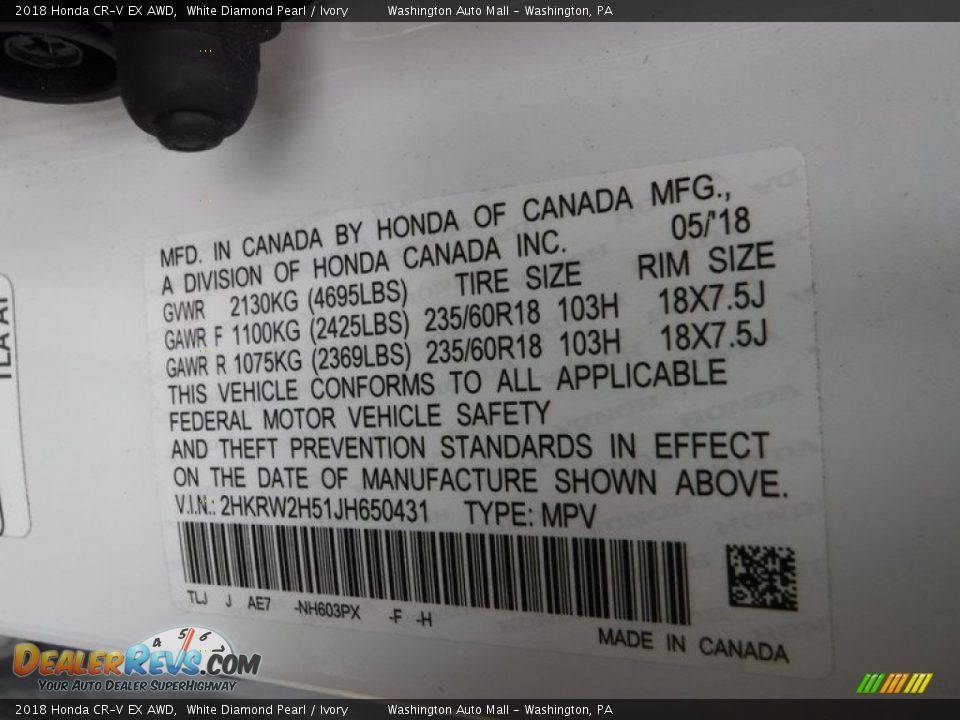 2018 Honda CR-V EX AWD,  White Diamond Pearl / Ivory    Washington Auto Mall - Washington, PA
MFD. IN CANADA BY HONDA OF CANADA MFG.,
A DIVISION OF HONDA CANADA INC.    05/'18
GVWR 2130KG (4695LBS)    TIRE SIZE    RIM SIZE
GAWR F 1100KG (2425LBS) 235/60R18 103H    18X7.5J
GAWR R 1075KG (2369LBS) 235/60R18 103H    18X7.5J
THIS VEHICLE CONFORMS TO ALL APPLICABLE
FEDERAL MOTOR VEHICLE SAFETY
AND THEFT PREVENTION STANDARDS IN EFFECT
ON THE DATE OF MANUFACTURE SHOWN ABOVE.
V.I.N.: 2HKRW2H51JH650431    TYPE: MPV
TLJ J AE7 -NH603PX -F -H
MADE IN CANADA
4 5 6
DEALERREVS.COM
YOUR AUTO DEALER SUPERHIGHWAY
2018 Honda CR-V EX AWD,  White Diamond Pearl / Ivory    Washington Auto Mall - Washington, PA